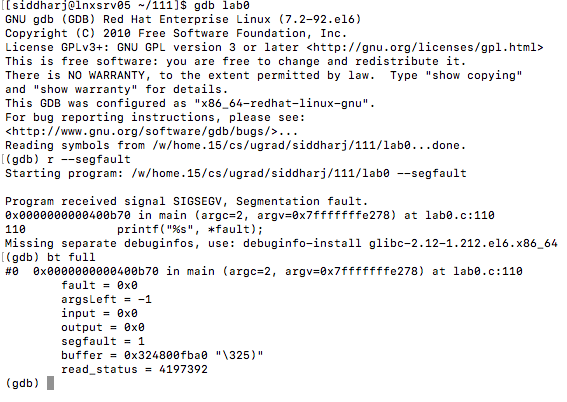 [[siddharj@lnxsrv05 ~/111]$ gdb lab0
GNU gdb (GDB) Red Hat Enterprise Linux (7.2-92.el6)
Copyright (C) 2010 Free Software Foundation, Inc.
License GPLv3+: GNU GPL version 3 or later <http://gnu.org/licenses/gpl.html>
This is free software: you are free to change and redistribute it.
There is NO WARRANTY, to the extent permitted by law.  Type "show copying"
and "show warranty" for details.
This GDB was configured as "x86_64-redhat-linux-gnu".
For bug reporting instructions, please see:
<http://www.gnu.org/software/gdb/bugs/>...
Reading symbols from /w/home.15/cs/ugrad/siddharj/111/lab0...done.
[(gdb) r --segfault
Starting program: /w/home.15/cs/ugrad/siddharj/111/lab0 --segfault

Program received signal SIGSEGV, Segmentation fault.
0x0000000000400b70 in main (argc=2, argv=0x7fffffffe278) at lab0.c:110
110             printf("%s", *fault);
Missing separate debuginfos, use: debuginfo-install glibc-2.12-1.212.el6.x86_64
[(gdb) bt full
#0  0x0000000000400b70 in main (argc=2, argv=0x7fffffffe278) at lab0.c:110
        fault = 0x0
        argsLeft = -1
        input = 0x0
        output = 0x0
        segfault = 1
        buffer = 0x324800fba0 "\325)"
        read_status = 4197392
(gdb)